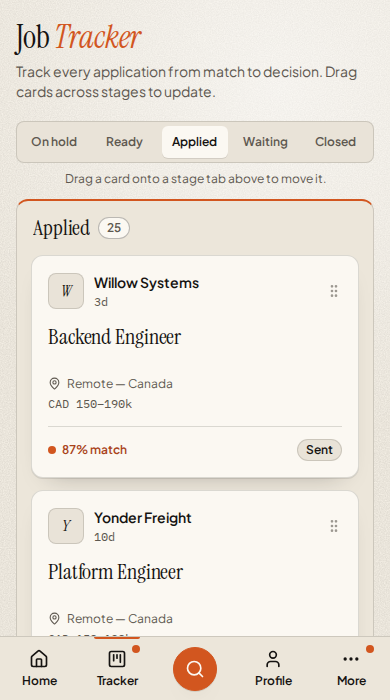 Job Tracker
Track every application from match to decision. Drag
cards across stages to update.
On hold Ready Applied Waiting Closed
Drag a card onto a stage tab above to move it.
Applied 25
W Willow Systems
3d
Backend Engineer
Remote — Canada
CAD 150–190k
87% match Sent
Y Yonder Freight
10d
Platform Engineer
Remote — Canada
Home Tracker Profile More